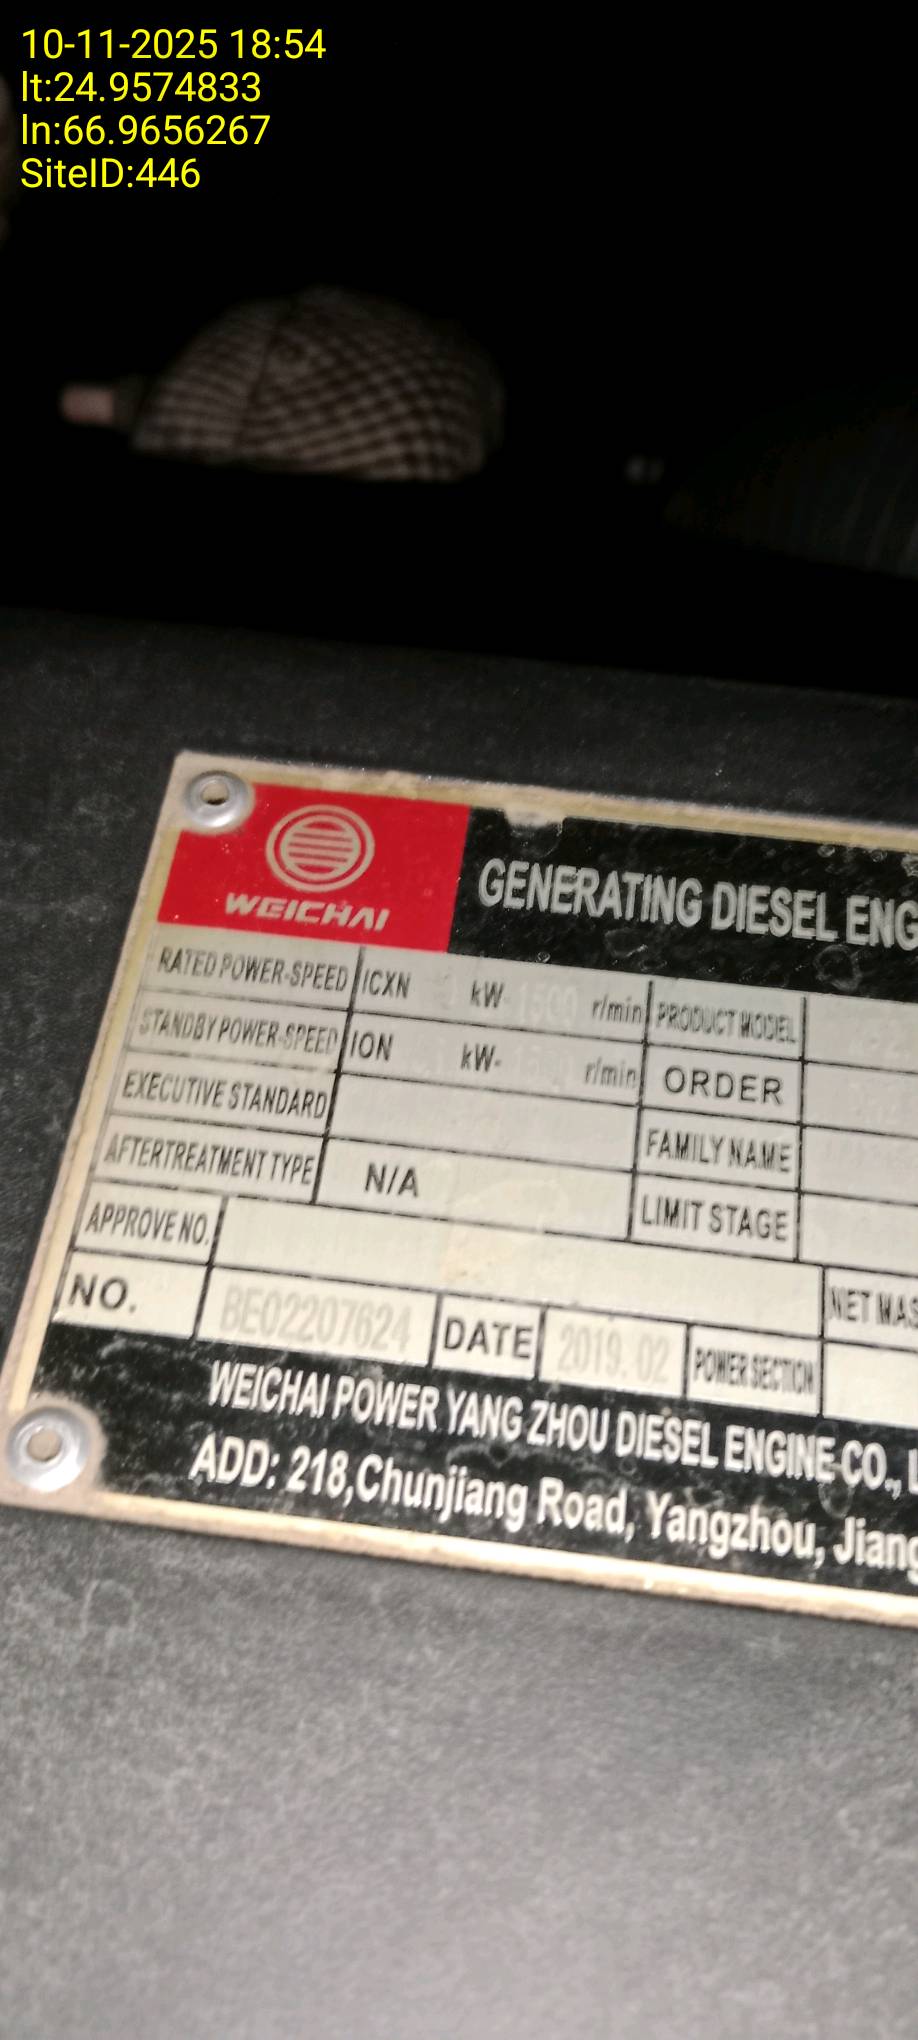 10-11-2025 18:54
lt:24.9574833
ln:66.9656267
SiteID:446
WEICHAI
GENERATING DIESEL ENG
RATED POWER-SPEED ICXN kW- 1500 r/min PRODUCT MODEL
STANDBY POWER-SPEED ION kW- r/min ORDER
EXECUTIVE STANDARD FAMILY NAME
AFTERTREATMENT TYPE N/A LIMIT STAGE
APPROVE NO. NET MAS
NO. BE02207624 DATE 2019.02 POWER SECTION
WEICHAI POWER YANG ZHOU DIESEL ENGINE CO., L
ADD: 218,Chunjiang Road, Yangzhou, Jiang